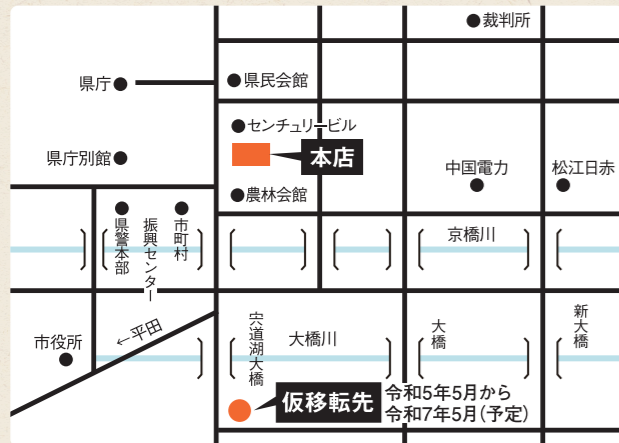 裁判所
県庁
県民会館
センチュリービル
県庁別館
本店
中国電力
松江日赤
農林会館
県警本部
市町村
振興センター
京橋川
市役所
←平田
宍道湖大橋
大橋川
大橋
新大橋
仮移転先
令和5年5月から
令和7年5月(予定)